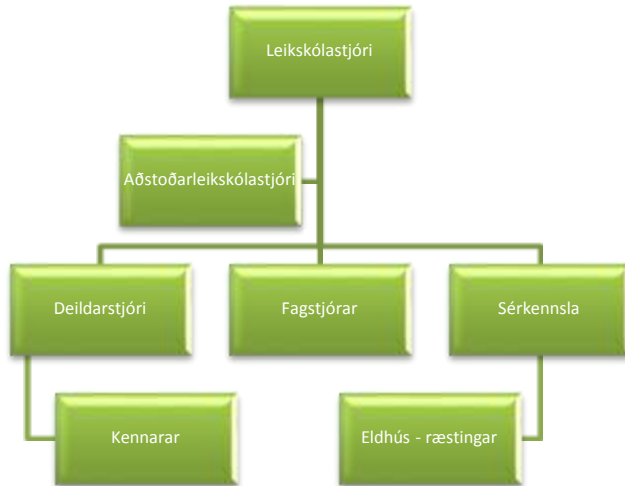 Leikskólastjóri
Aðstoðarleikskólastjóri
Deildarstjóri
Fagstjórar
Sérkennsla
Kennarar
Eldhús - ræstingar